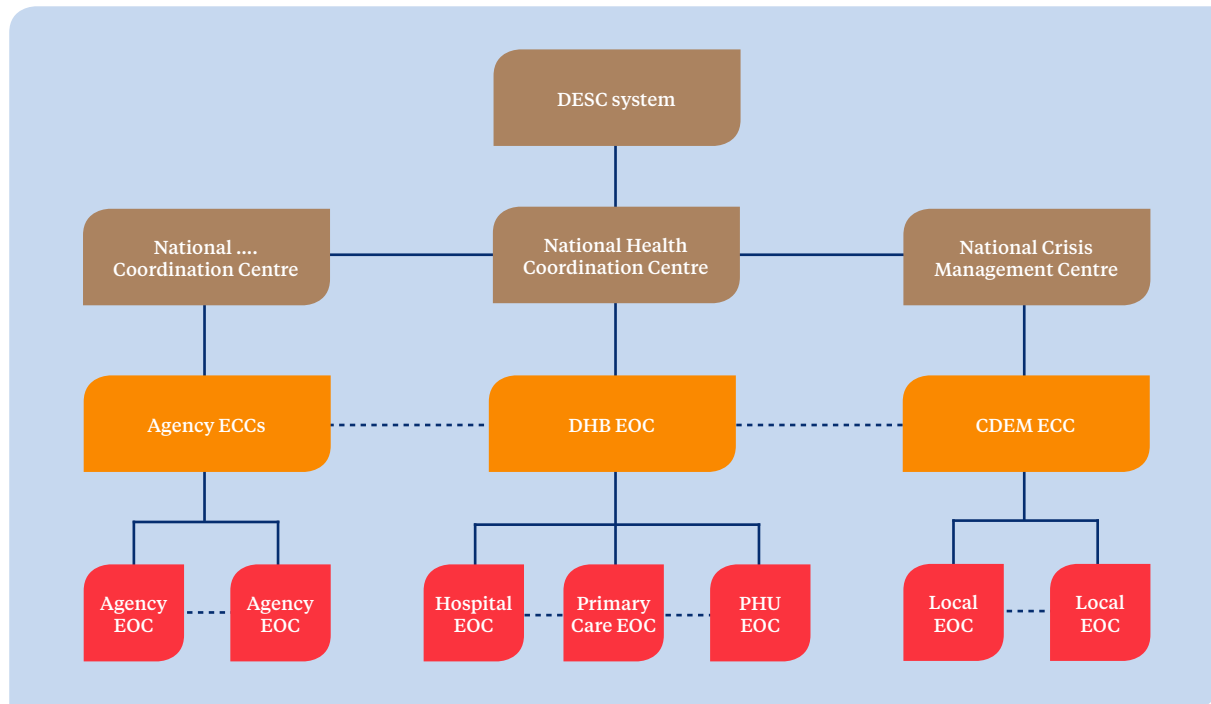 DESC system
National ....
Coordination Centre
National Health
Coordination Centre
National Crisis
Management Centre
Agency ECCs
DHB EOC
CDEM ECC
Agency
EOC
Agency
EOC
Hospital
EOC
Primary
Care EOC
PHU
EOC
Local
EOC
Local
EOC